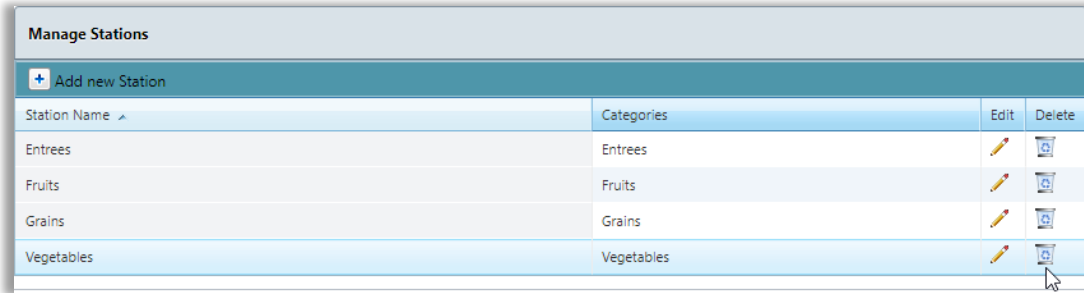 Manage Stations
Add new Station
Station Name Categories Edit Delete
Entrees Entrees
Fruits Fruits
Grains Grains
Vegetables Vegetables